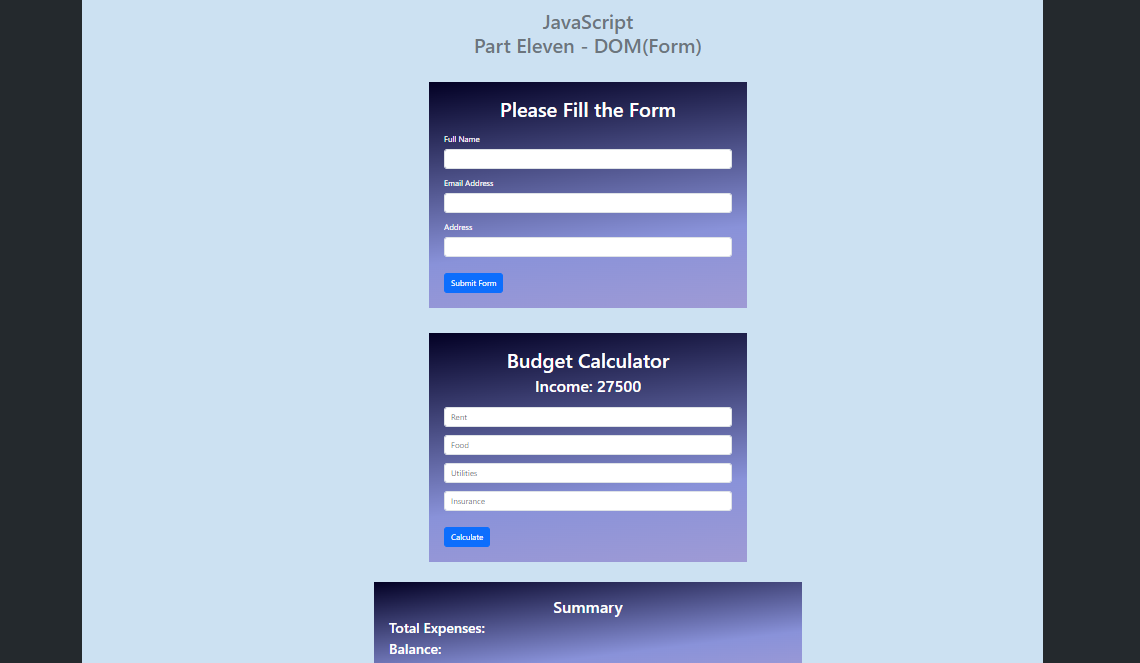 JavaScript
Part Eleven - DOM(Form)
Please Fill the Form
Full Name
Email Address
Address
Submit Form
Budget Calculator
Income: 27500
Rent
Food
Utilities
Insurance
Calculate
Summary
Total Expenses:
Balance: